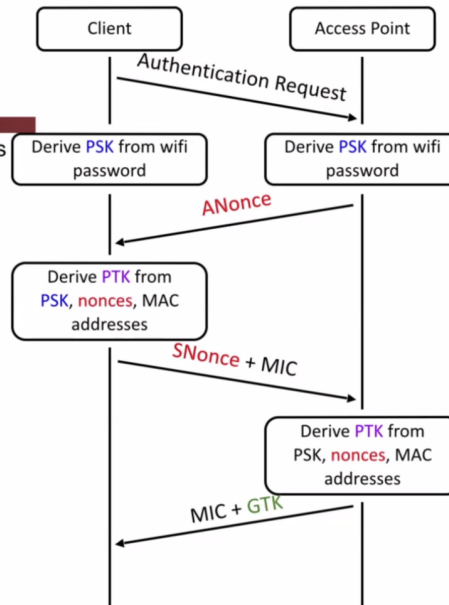 Client
Access Point
Authentication Request
s
Derive PSK from wifi
password
Derive PSK from wifi
password
ANonce
Derive PTK from
PSK, nonces, MAC
addresses
SNonce + MIC
Derive PTK from
PSK, nonces, MAC
addresses
MIC + GTK